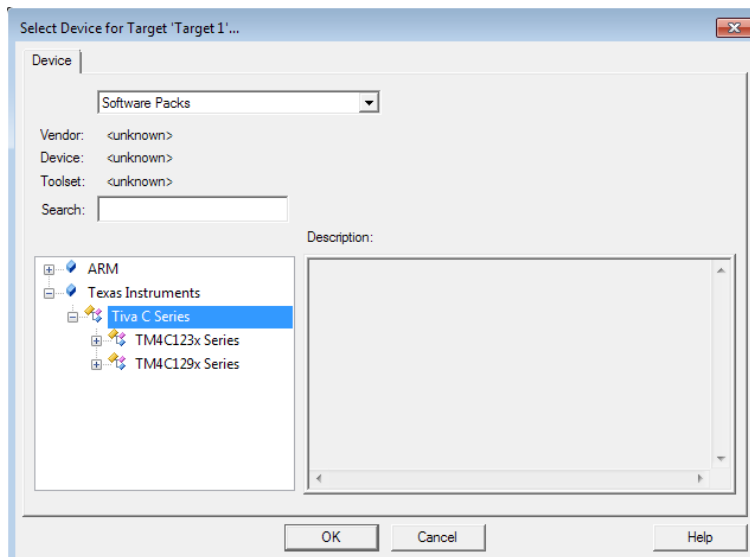 Select Device for Target 'Target 1'...
Device
Software Packs
Vendor: <unknown>
Device: <unknown>
Toolset: <unknown>
Search:
Description:
ARM
Texas Instruments
Tiva C Series
TM4C123x Series
TM4C129x Series
OK Cancel Help